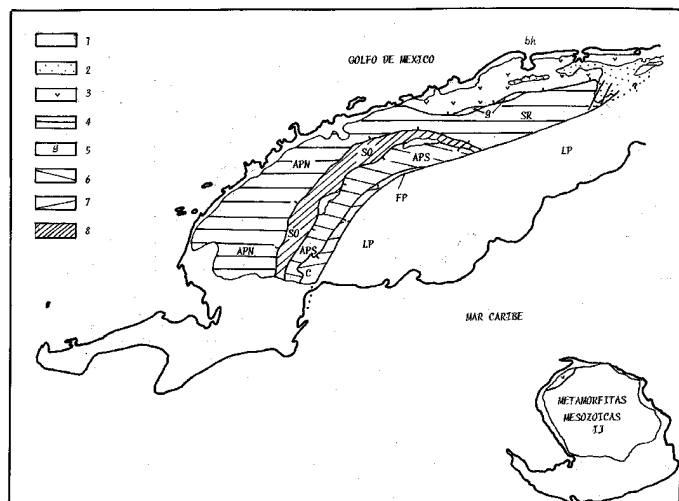 1
2
3
4
g 5
6
7
8
bh
GOLFO DE MEXICO
g
SR
APN
SO
APS
LP
FP
SO
APN
APS
LP
C
MAR CARIBE
METAMORFITAS
MESOZOICAS
IJ